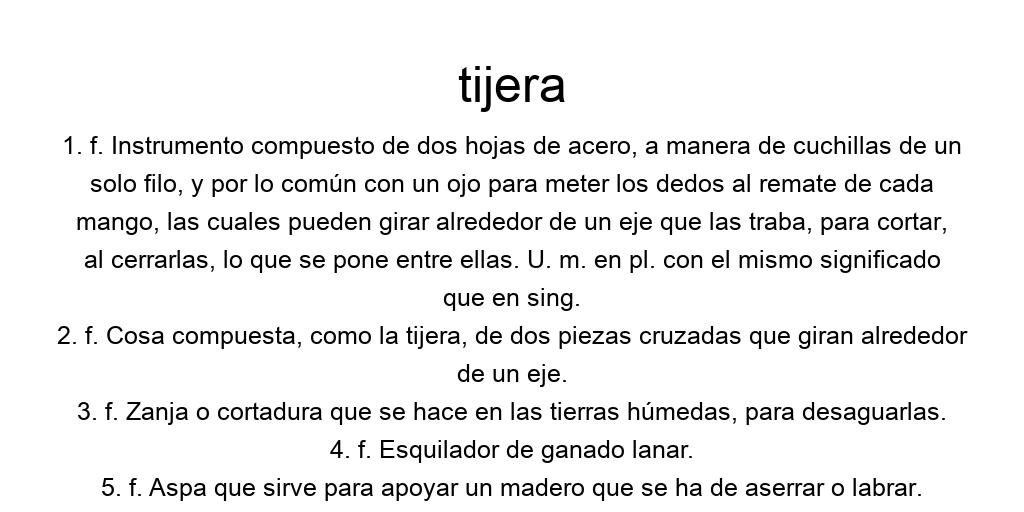 tijera
1. f. Instrumento compuesto de dos hojas de acero, a manera de cuchillas de un
solo filo, y por lo común con un ojo para meter los dedos al remate de cada
mango, las cuales pueden girar alrededor de un eje que las traba, para cortar,
al cerrarlas, lo que se pone entre ellas. U. m. en pl. con el mismo significado
que en sing.
2. f. Cosa compuesta, como la tijera, de dos piezas cruzadas que giran alrededor
de un eje.
3. f. Zanja o cortadura que se hace en las tierras húmedas, para desaguarlas.
4. f. Esquilador de ganado lanar.
5. f. Aspa que sirve para apoyar un madero que se ha de aserrar o labrar.